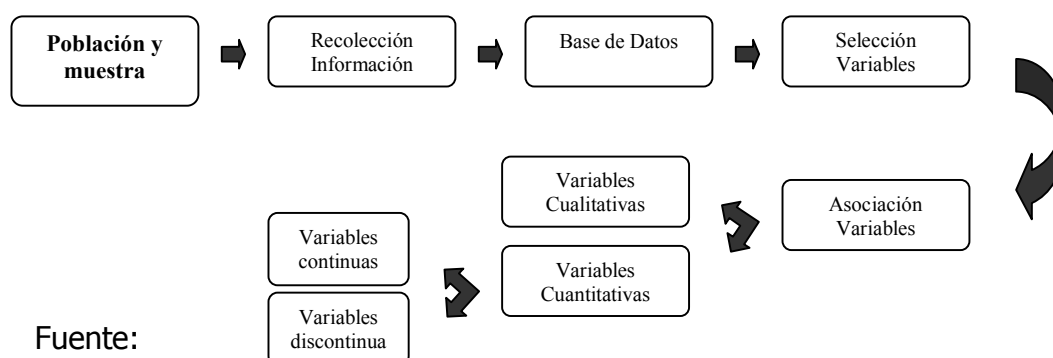 Población y
muestra
Recolección
Información
Base de Datos
Selección
Variables
Asociación
Variables
Variables
Cualitativas
Variables
Cuantitativas
Variables
continuas
Variables
discontinua
Fuente: